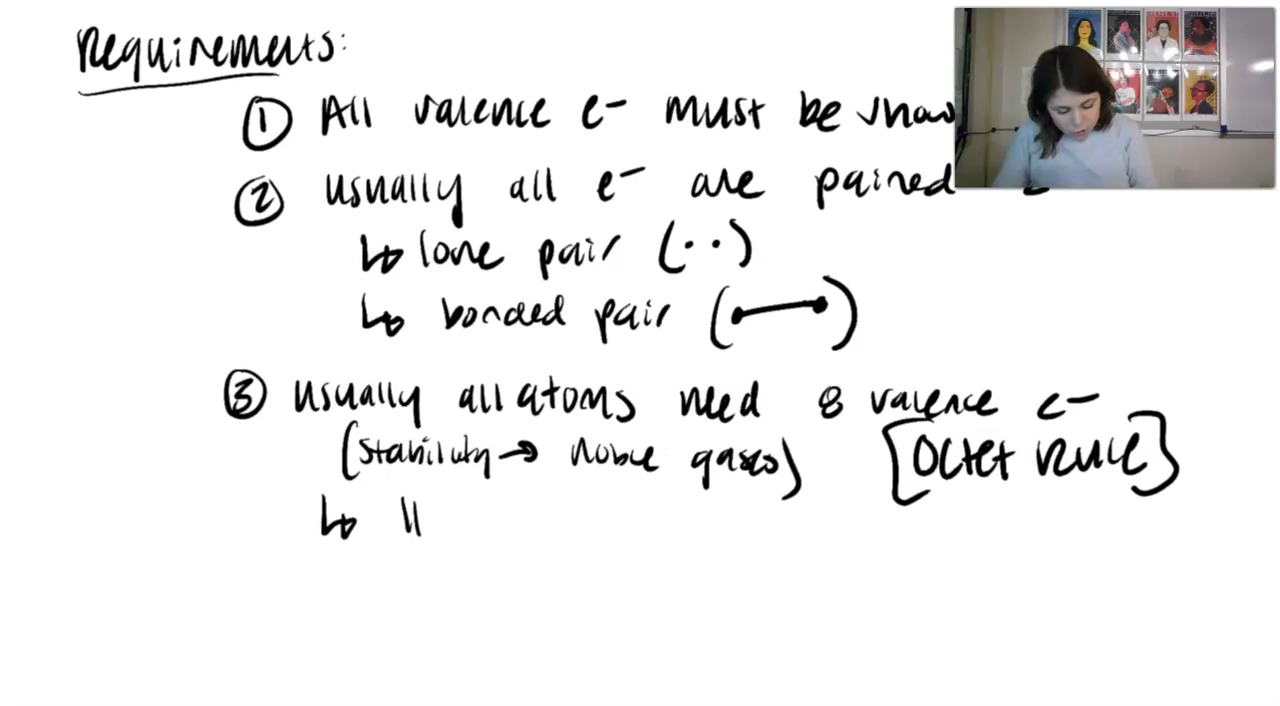 Requirements:
① All valence e- must be show
② usually all e- are paired
↳ lone pair (··)
↳ bonded pair
③ usually all atoms need 8 valence e-
(stability → noble gases) [Octet Rule]
↳